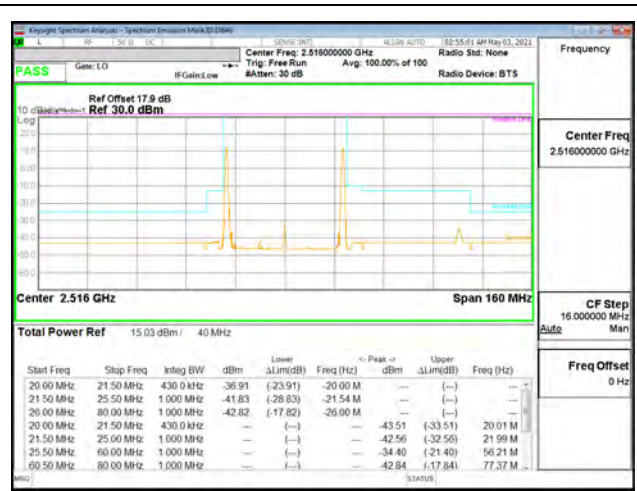 Keysight Spectrum Analyzer - Spectrum Emission Mask
L RF 50 Ω DC SENSE:INT ALIGN AUTO 02:55:01 AM May 03, 2021
Center Freq: 2.516000000 GHz Radio Std: None
Gate: LO Trig: Free Run Avg: 100.00% of 100
PASS IFGain:Low #Atten: 30 dB Radio Device: BTS
Frequency
Ref Offset 17.9 dB
10 dB Ref 30.0 dBm
Log
20.0
10.0
Center Freq
2.516000000 GHz
Center 2.516 GHz Span 160 MHz
CF Step
16.000000 MHz
Auto Man
Total Power Ref 15.03 dBm / 40 MHz
Freq Offset
0 Hz
Lower <- Peak -> Upper
Start Freq Stop Freq Integ BW dBm ΔLim(dB) Freq (Hz) dBm ΔLim(dB) Freq (Hz)
20.00 MHz 21.50 MHz 430.0 kHz -36.91 (-23.91) -20.00 M --- (---) ---
21.50 MHz 25.50 MHz 1.000 MHz -41.83 (-28.83) -21.54 M --- (---) ---
26.00 MHz 80.00 MHz 1.000 MHz -42.82 (-17.82) -26.00 M --- (---) ---
20.00 MHz 21.50 MHz 430.0 kHz --- (---) --- -43.51 (-33.51) 20.01 M
21.50 MHz 25.00 MHz 1.000 MHz --- (---) --- -42.56 (-32.56) 21.99 M
25.50 MHz 60.00 MHz 1.000 MHz --- (---) --- -34.40 (-21.40) 56.21 M
60.50 MHz 80.00 MHz 1.000 MHz --- (---) --- -42.84 (-17.84) 77.37 M
MSG STATUS